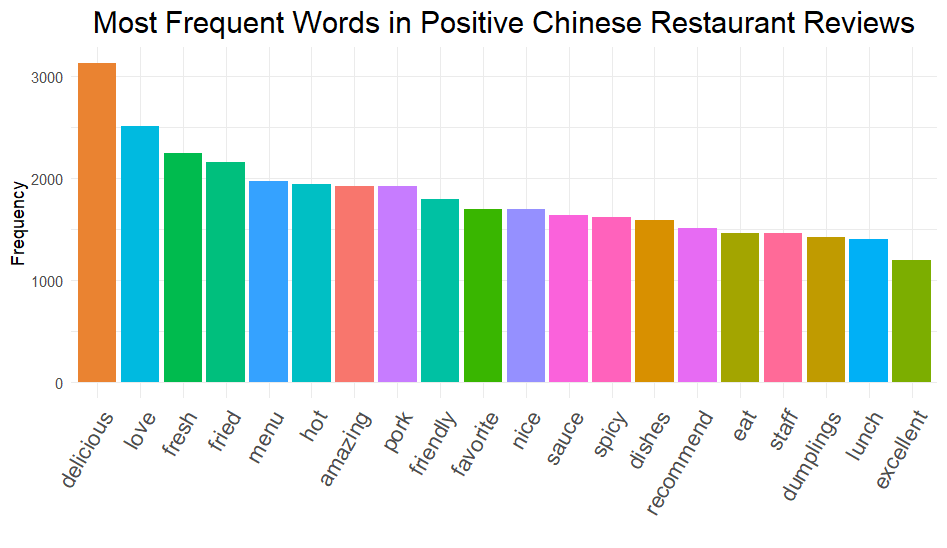 Most Frequent Words in Positive Chinese Restaurant Reviews
Frequency
3000
2000
1000
0
delicious
love
fresh
fried
menu
hot
amazing
pork
friendly
favorite
nice
sauce
spicy
dishes
recommend
eat
staff
dumplings
lunch
excellent